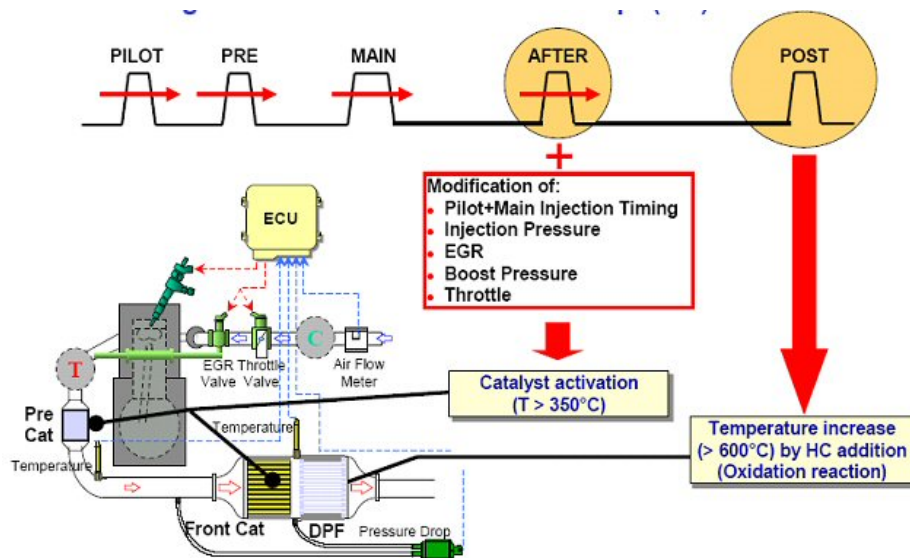 PILOT
PRE
MAIN
AFTER
POST
+
Modification of:
• Pilot+Main Injection Timing
• Injection Pressure
• EGR
• Boost Pressure
• Throttle
ECU
T
C
EGR Throttle
Valve Valve
Air Flow
Meter
Catalyst activation
(T > 350°C)
Pre
Cat
Temperature
Temperature
Temperature increase
(> 600°C) by HC addition
(Oxidation reaction)
Front Cat
DPF
Pressure Drop